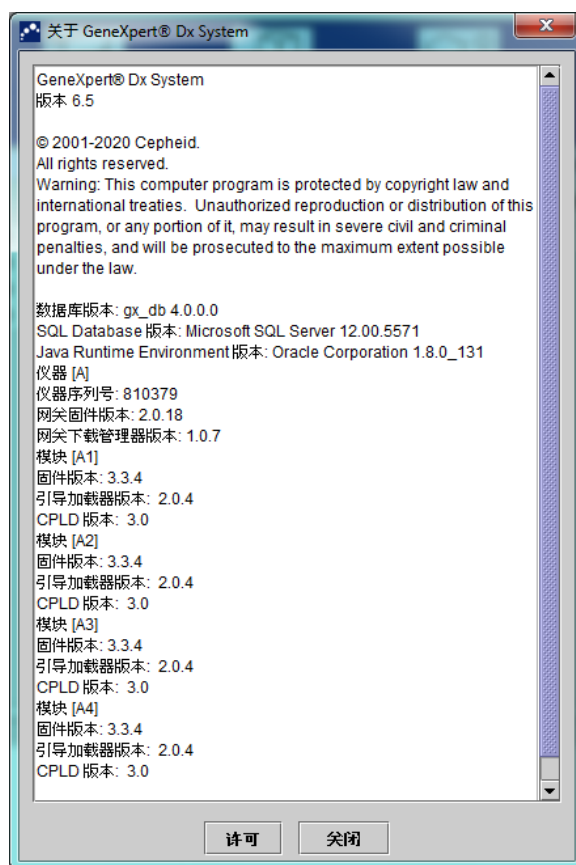 关于 GeneXpert® Dx System
GeneXpert® Dx System
版本 6.5
© 2001-2020 Cepheid.
All rights reserved.
Warning: This computer program is protected by copyright law and
international treaties. Unauthorized reproduction or distribution of this
program, or any portion of it, may result in severe civil and criminal
penalties, and will be prosecuted to the maximum extent possible
under the law.
数据库版本: gx_db 4.0.0.0
SQL Database 版本: Microsoft SQL Server 12.00.5571
Java Runtime Environment 版本: Oracle Corporation 1.8.0_131
仪器 [A]
仪器序列号: 810379
网关固件版本: 2.0.18
网关下载管理器版本: 1.0.7
模块 [A1]
固件版本: 3.3.4
引导加载器版本: 2.0.4
CPLD 版本: 3.0
模块 [A2]
固件版本: 3.3.4
引导加载器版本: 2.0.4
CPLD 版本: 3.0
模块 [A3]
固件版本: 3.3.4
引导加载器版本: 2.0.4
CPLD 版本: 3.0
模块 [A4]
固件版本: 3.3.4
引导加载器版本: 2.0.4
CPLD 版本: 3.0
许可 关闭